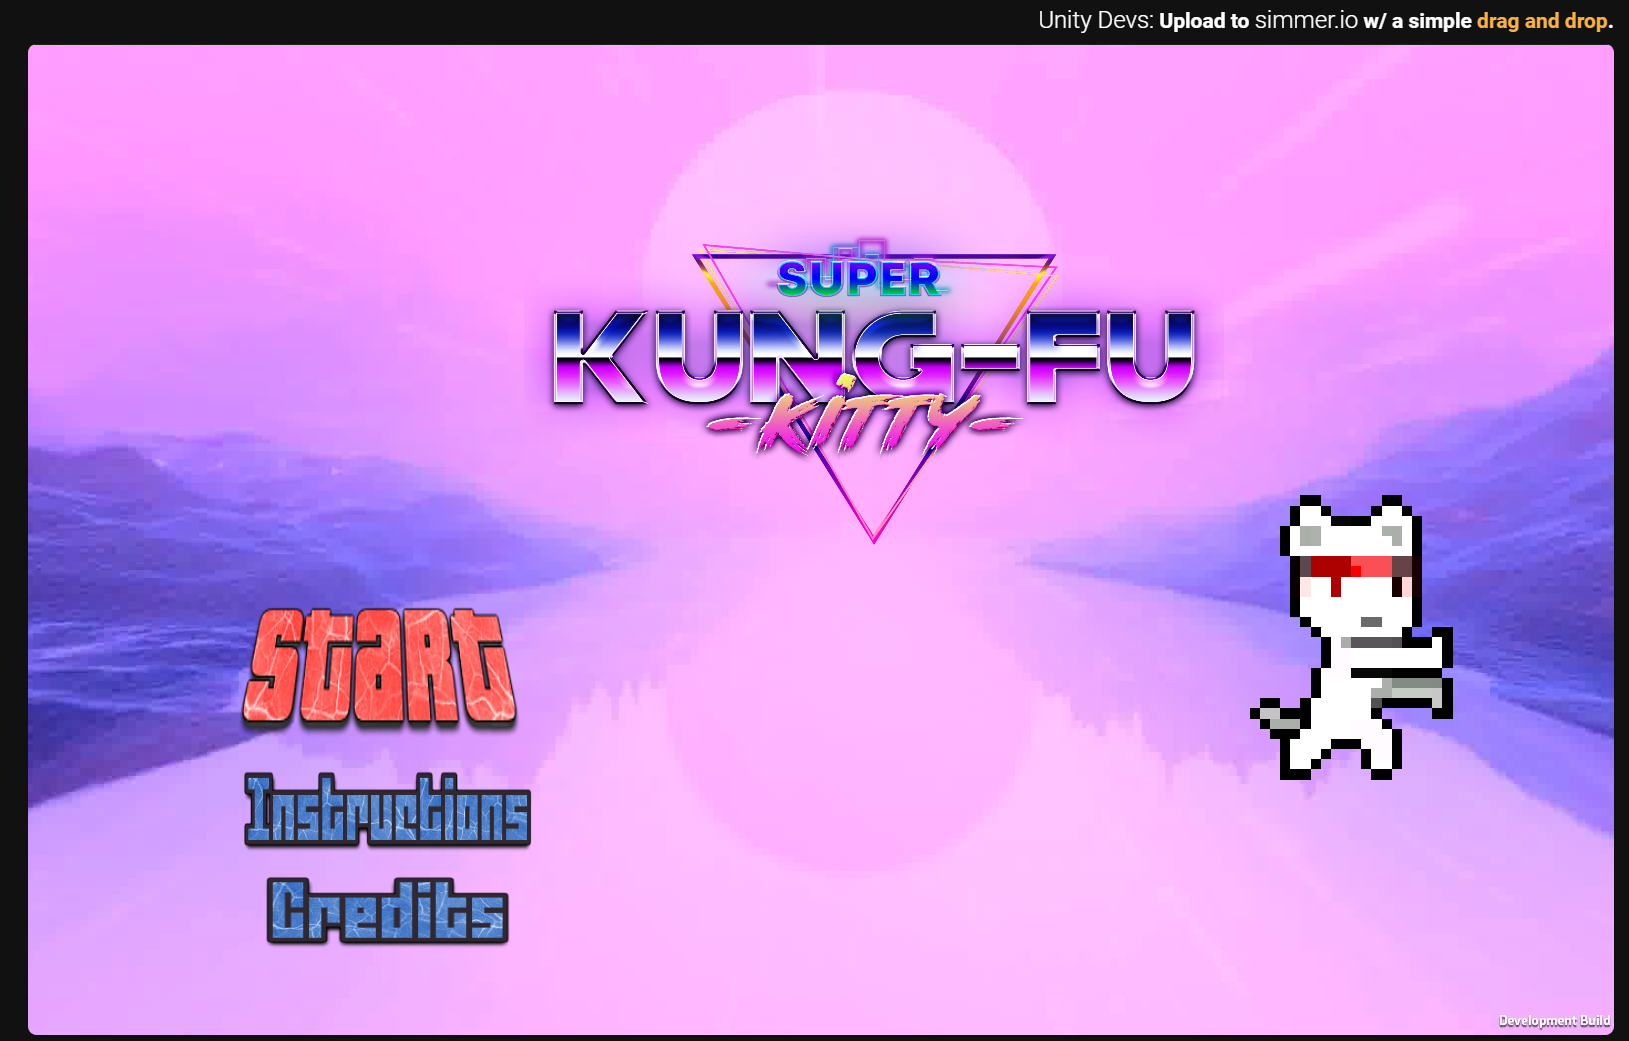 Unity Devs: Upload to simmer.io w/ a simple drag and drop.
SUPER
KUNG-FU
-KITTY-
Start
Instructions
Credits
Development Build